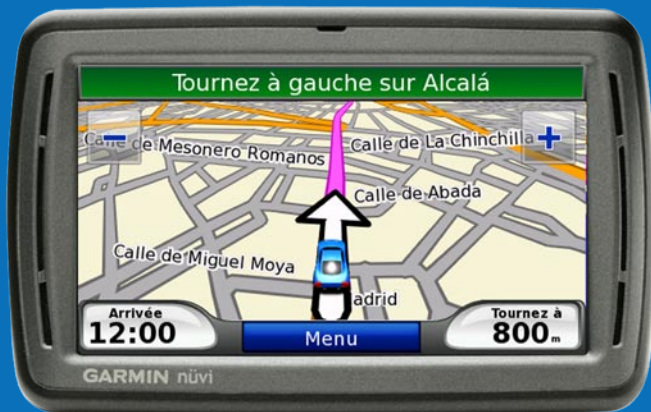 Tournez à gauche sur Alcalá
−
+
Calle de Mesonero Romanos
Calle de La Chinchilla
Calle de Abada
Calle de Miguel Moya
adrid
Arrivée
12:00
Menu
Tournez à
800m
GARMIN nüvi